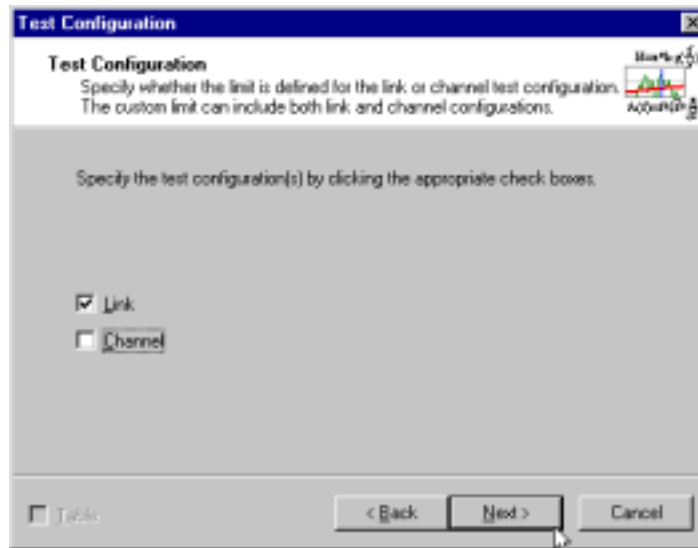 Test Configuration
Test Configuration
Specify whether the limit is defined for the link or channel test configuration.
The custom limit can include both link and channel configurations.
Specify the test configuration(s) by clicking the appropriate check boxes.
Link
Channel
Table
< Back
Next >
Cancel